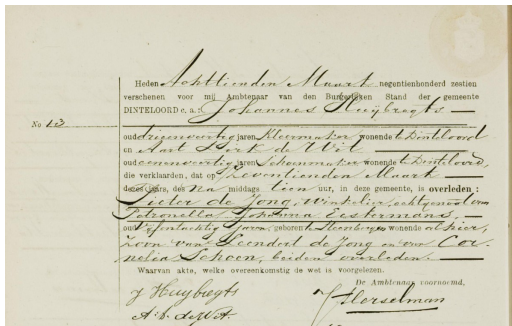 Heden Achttienden Maart negentienhonderd zestien
verschenen voor mij Ambtenaar van den Burgerlijken Stand der gemeente
DINTELOORD c. a.: Johannes Huijbregts
No 13
oud drieenveertig jaren Kleermaker wonende te Dinteloord
en Aart Dirk de Wit
oud eenenveertig jaren Schoenmaker wonende te Dinteloord,
die verklaarden, dat op Zeventienden Maart
dezes jaars, des Na middags tien uur, in deze gemeente, is overleden :
Pieter de Jong, Winkelier, echtgenoot van
Petronella Johanna Eestermans,
oud Vijfentachtig Jaren, geboren te Steenbergen wonende alhier,
Zoon van Leendert de Jong en van Cor-
nelia Schoen, beiden overleden.
Waarvan akte, welke overeenkomstig de wet is voorgelezen.
De Ambtenaar voornoemd,
J Huybregts
Herselman
A. D. de Wit